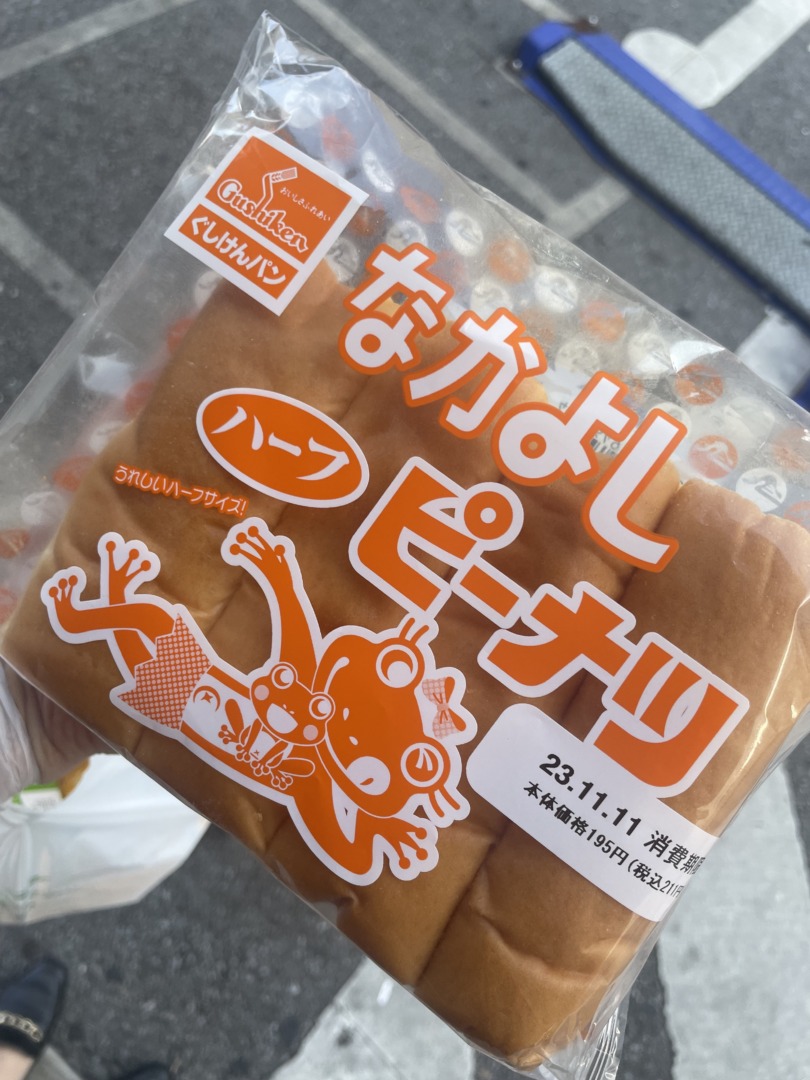 おいしさふれあい
Gushiken
ぐしけんパン
なかよし
ハーフ
ピーナツ
うれしいハーフサイズ!
23.11.11 消費期
本体価格195円(税込211円